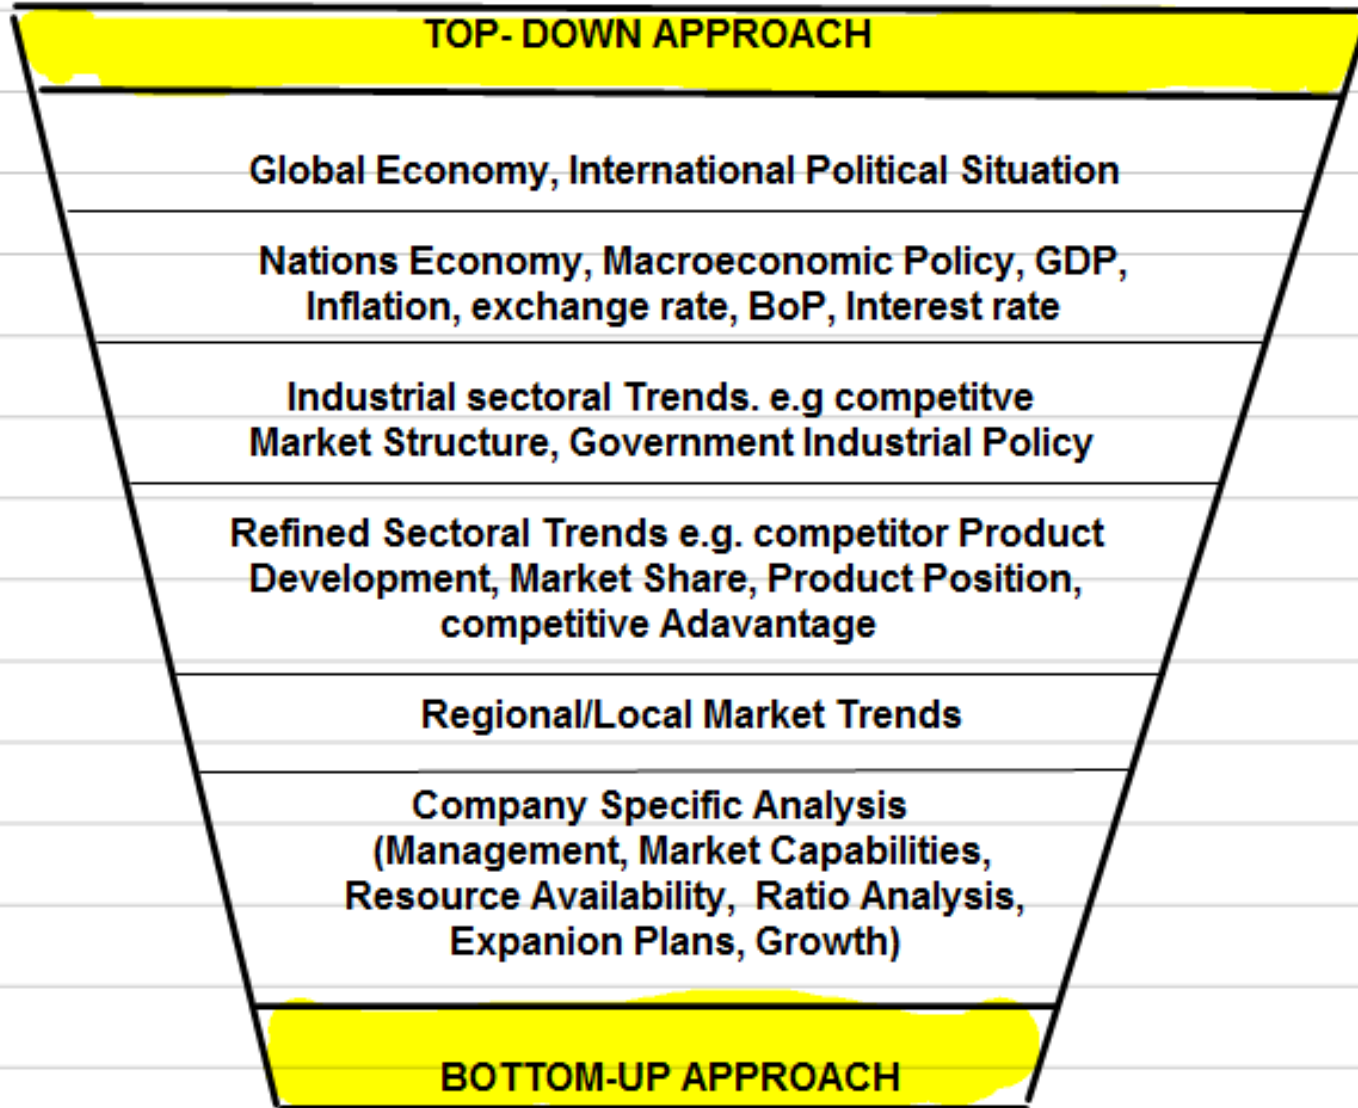 TOP- DOWN APPROACH
Global Economy, International Political Situation
Nations Economy, Macroeconomic Policy, GDP,
Inflation, exchange rate, BoP, Interest rate
Industrial sectoral Trends. e.g competitve
Market Structure, Government Industrial Policy
Refined Sectoral Trends e.g. competitor Product
Development, Market Share, Product Position,
competitive Adavantage
Regional/Local Market Trends
Company Specific Analysis
(Management, Market Capabilities,
Resource Availability, Ratio Analysis,
Expanion Plans, Growth)
BOTTOM-UP APPROACH